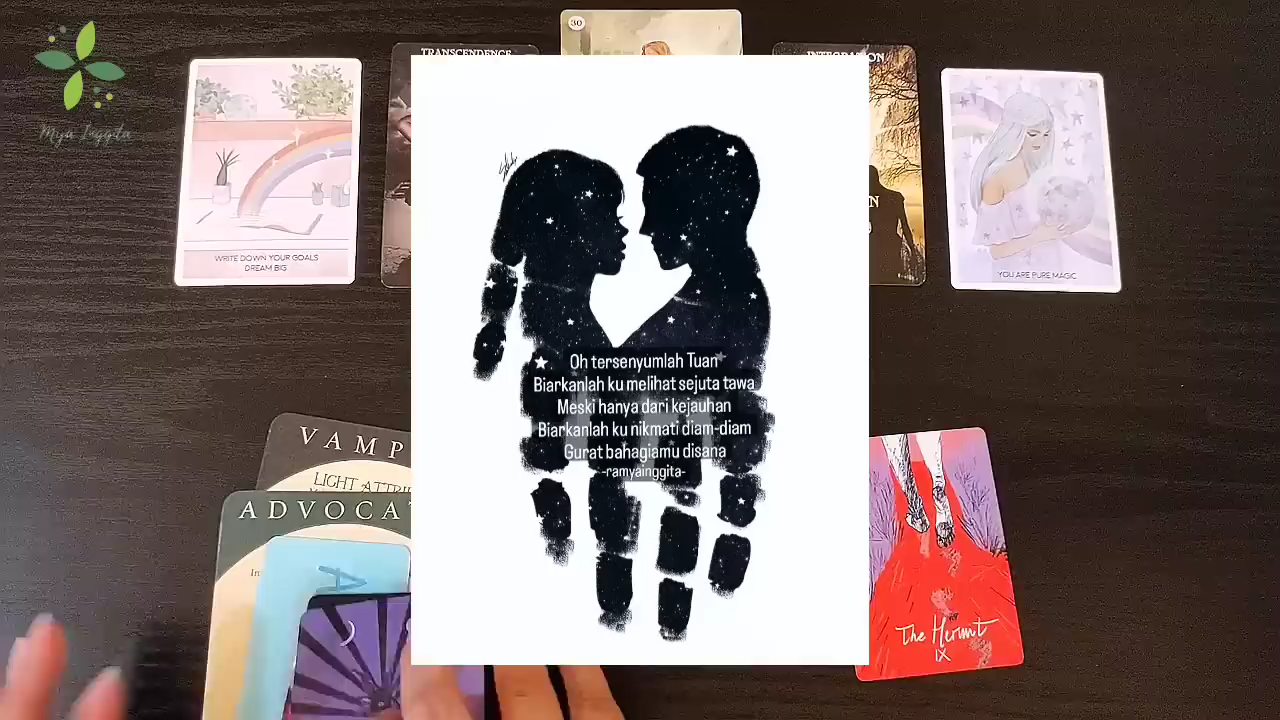 Mya Inggita
30
TRANSCENDENCE
INTEGRATION
WRITE DOWN YOUR GOALS
DREAM BIG
YOU ARE PURE MAGIC
Oh tersenyumlah Tuan
Biarkanlah ku melihat sejuta tawa
Meski hanya dari kejauhan
Biarkanlah ku nikmati diam-diam
Gurat bahagiamu disana
-ramyainggita-
VAMP
LIGHT ATTRI
ADVOCA
A
The Hermit
IX